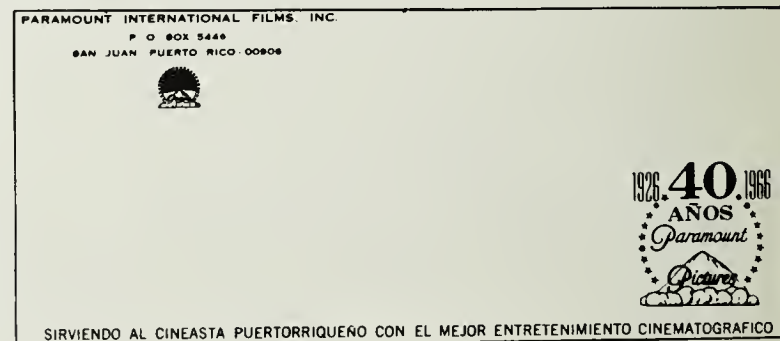 PARAMOUNT INTERNATIONAL FILMS, INC.
P O BOX 5446
SAN JUAN PUERTO RICO 00906
1926 40 1966
AÑOS
Paramount
Pictures
SIRVIENDO AL CINEASTA PUERTORRIQUEÑO CON EL MEJOR ENTRETENIMIENTO CINEMATOGRAFICO